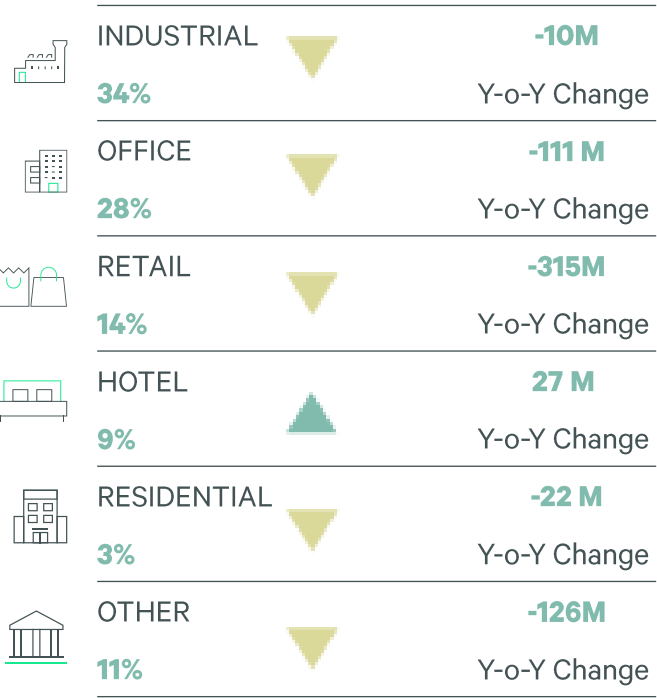 INDUSTRIAL -10M
34% Y-o-Y Change
OFFICE -111 M
28% Y-o-Y Change
RETAIL -315M
14% Y-o-Y Change
HOTEL 27 M
9% Y-o-Y Change
RESIDENTIAL -22 M
3% Y-o-Y Change
OTHER -126M
11% Y-o-Y Change